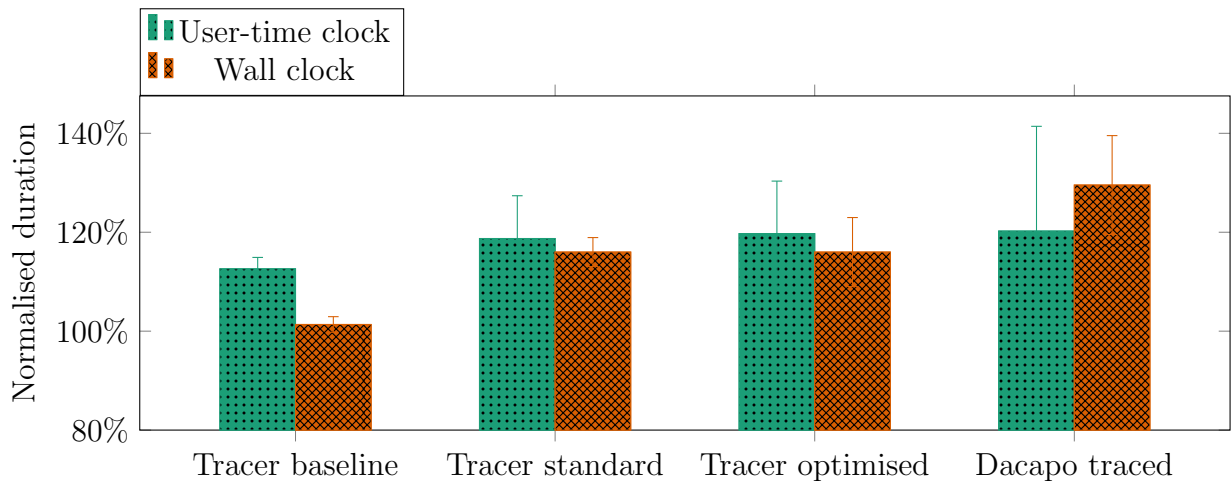 User-time clock
Wall clock
Normalised duration
140%
120%
100%
80%
Tracer baseline
Tracer standard
Tracer optimised
Dacapo traced